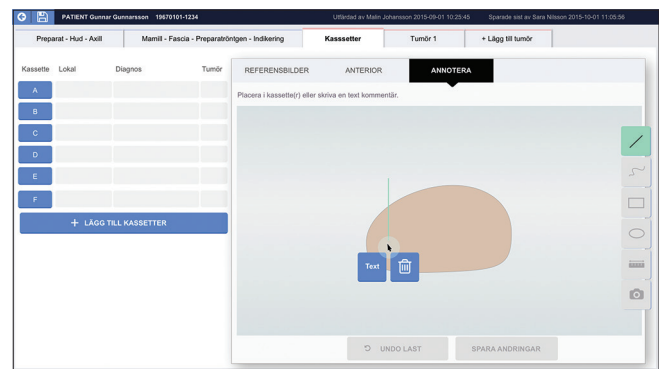 PATIENT Gunnar Gunnarsson 19670101-1234 Utfärdad av Malin Johansson 2015-09-01 10:25:45 Sparade sist av Sara Nilsson 2015-10-01 11:05:56
Preparat - Hud - Axill Mamill - Fascia - Preparatröntgen - Indikering Kasssetter Tumör 1 + Lägg till tumör
Kassette Lokal Diagnos Tumör
REFERENSBILDER ANTERIOR ANNOTERA
Placera i kassette(r) eller skriva en text kommentär.
A
B
C
D
E
F
+ LÄGG TILL KASSETTER
Text
UNDO LAST SPARA ANDRINGAR